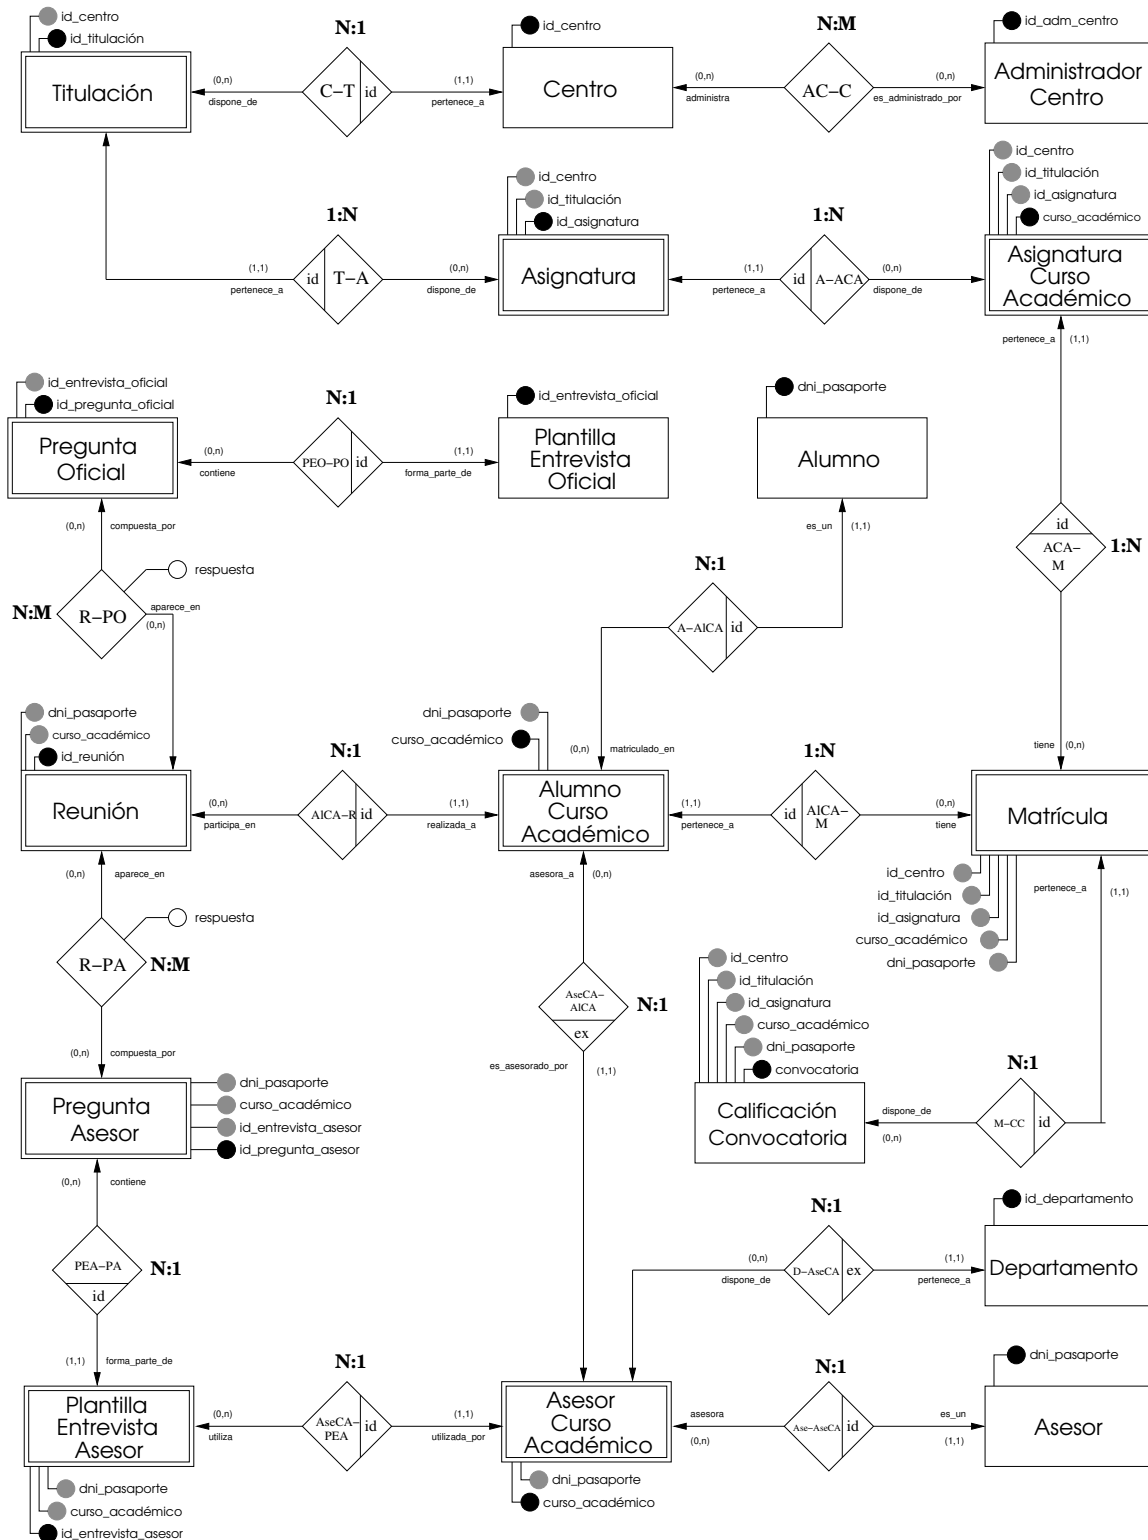 id_centro
id_titulación
Titulación
(0,n)
dispone_de
N:1
C–T
id
(1,1)
pertenece_a
id_centro
Centro
(0,n)
administra
N:M
AC–C
(0,n)
es_administrado_por
id_adm_centro
Administrador
Centro
(1,1)
pertenece_a
1:N
id
T–A
(0,n)
dispone_de
id_centro
id_titulación
id_asignatura
Asignatura
(1,1)
pertenece_a
1:N
id
A–ACA
(0,n)
dispone_de
id_centro
id_titulación
id_asignatura
curso_académico
Asignatura
Curso
Académico
pertenece_a
(1,1)
id_entrevista_oficial
id_pregunta_oficial
Pregunta
Oficial
(0,n)
contiene
N:1
PEO–PO
id
(1,1)
forma_parte_de
id_entrevista_oficial
Plantilla
Entrevista
Oficial
dni_pasaporte
Alumno
es_un
(1,1)
id
ACA–
M
1:N
(0,n)
compuesta_por
respuesta
N:M
R–PO
aparece_en
(0,n)
N:1
A–AlCA
id
dni_pasaporte
curso_académico
id_reunión
Reunión
(0,n)
participa_en
N:1
AlCA–R
id
(1,1)
realizada_a
dni_pasaporte
curso_académico
(0,n)
matriculado_en
Alumno
Curso
Académico
(1,1)
pertenece_a
1:N
id
AlCA–
M
(0,n)
tiene
tiene
(0,n)
Matrícula
id_centro
id_titulación
id_asignatura
curso_académico
dni_pasaporte
pertenece_a
(1,1)
(0,n)
aparece_en
respuesta
R–PA
N:M
(0,n)
compuesta_por
asesora_a
(0,n)
AseCA–
AlCA
ex
N:1
es_asesorado_por
(1,1)
id_centro
id_titulación
id_asignatura
curso_académico
dni_pasaporte
convocatoria
Calificación
Convocatoria
dispone_de
(0,n)
N:1
M–CC
id
Pregunta
Asesor
dni_pasaporte
curso_académico
id_entrevista_asesor
id_pregunta_asesor
(0,n)
contiene
PEA–PA
id
N:1
(1,1)
forma_parte_de
(0,n)
dispone_de
N:1
D–AseCA
ex
(1,1)
pertenece_a
id_departamento
Departamento
Plantilla
Entrevista
Asesor
dni_pasaporte
curso_académico
id_entrevista_asesor
(0,n)
utiliza
N:1
AseCA–
PEA
id
(1,1)
utilizada_por
Asesor
Curso
Académico
dni_pasaporte
curso_académico
asesora
(0,n)
N:1
Ase–AseCA
id
es_un
(1,1)
dni_pasaporte
Asesor